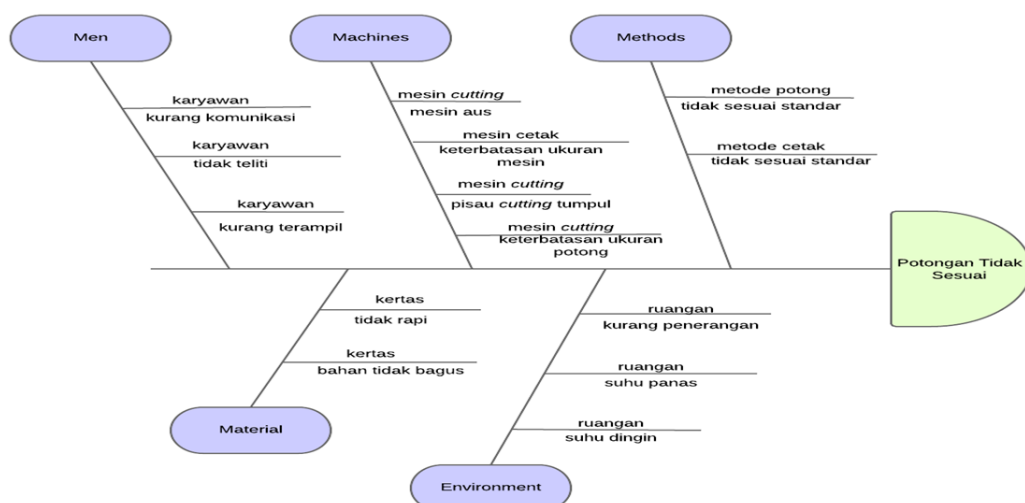 Men
Machines
Methods
karyawan
kurang komunikasi
karyawan
tidak teliti
karyawan
kurang terampil
mesin cutting
mesin aus
mesin cetak
keterbatasan ukuran
mesin
mesin cutting
pisau cutting tumpul
mesin cutting
keterbatasan ukuran
potong
metode potong
tidak sesuai standar
metode cetak
tidak sesuai standar
Potongan Tidak
Sesuai
kertas
tidak rapi
kertas
bahan tidak bagus
Material
ruangan
kurang penerangan
ruangan
suhu panas
ruangan
suhu dingin
Environment